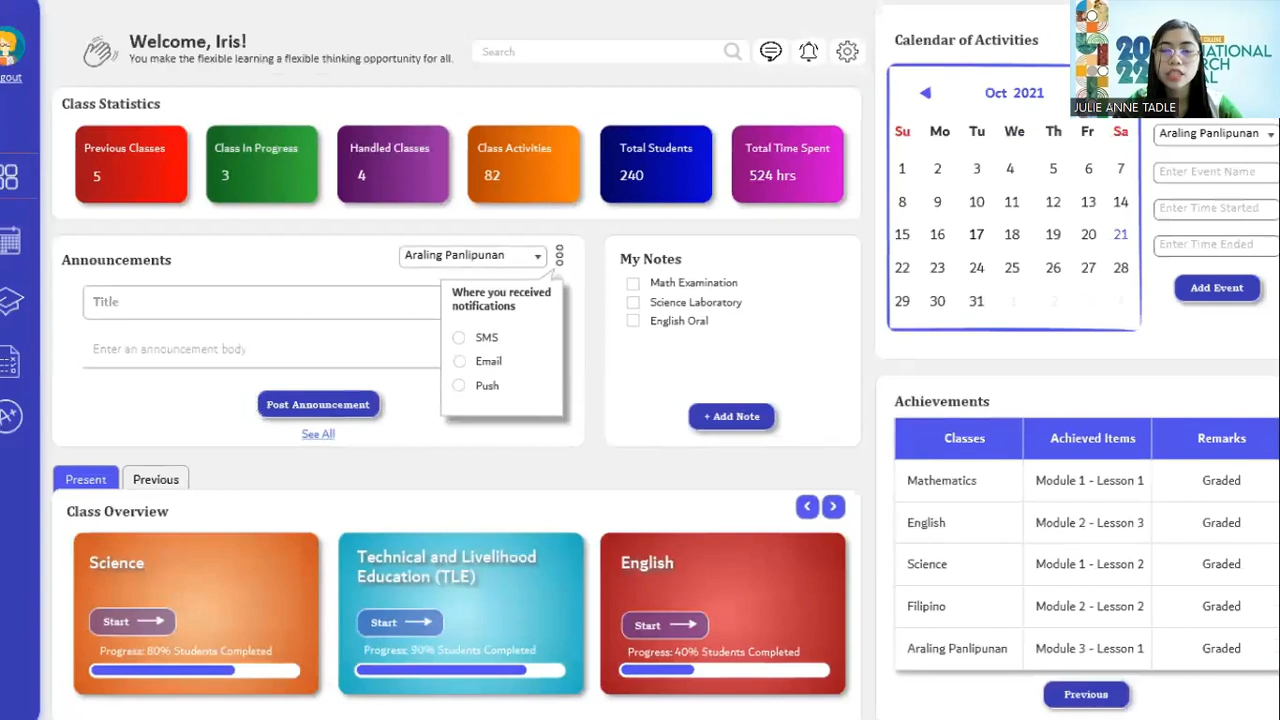 Logout
Welcome, Iris!
You make the flexible learning a flexible thinking opportunity for all.
Search
Class Statistics
Previous Classes
5
Class In Progress
3
Handled Classes
4
Class Activities
82
Total Students
240
Total Time Spent
524 hrs
Announcements
Araling Panlipunan
Title
Enter an announcement body
Where you received
notifications
SMS
Email
Push
Post Announcement
See All
My Notes
Math Examination
Science Laboratory
English Oral
+ Add Note
Present
Previous
Class Overview
Science
Start
Progress: 80% Students Completed
Technical and Livelihood
Education (TLE)
Start
Progress: 90% Students Completed
English
Start
Progress: 40% Students Completed
A+
Calendar of Activities
Oct 2021
Su Mo Tu We Th Fr Sa
1 2 3 4 5 6 7
8 9 10 11 12 13 14
15 16 17 18 19 20 21
22 23 24 25 26 27 28
29 30 31 1 2 3 4
JULIE ANNE TADLE
Araling Panlipunan
Enter Event Name
Enter Time Started
Enter Time Ended
Add Event
Achievements
Classes Achieved Items Remarks
Mathematics Module 1 - Lesson 1 Graded
English Module 2 - Lesson 3 Graded
Science Module 1 - Lesson 2 Graded
Filipino Module 2 - Lesson 2 Graded
Araling Panlipunan Module 3 - Lesson 1 Graded
Previous